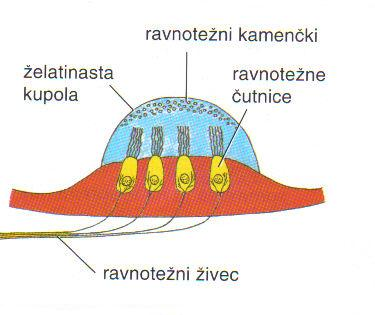 ravnotežni kamenčki
želatinasta
kupola
ravnotežne
čutnice
ravnotežni živec